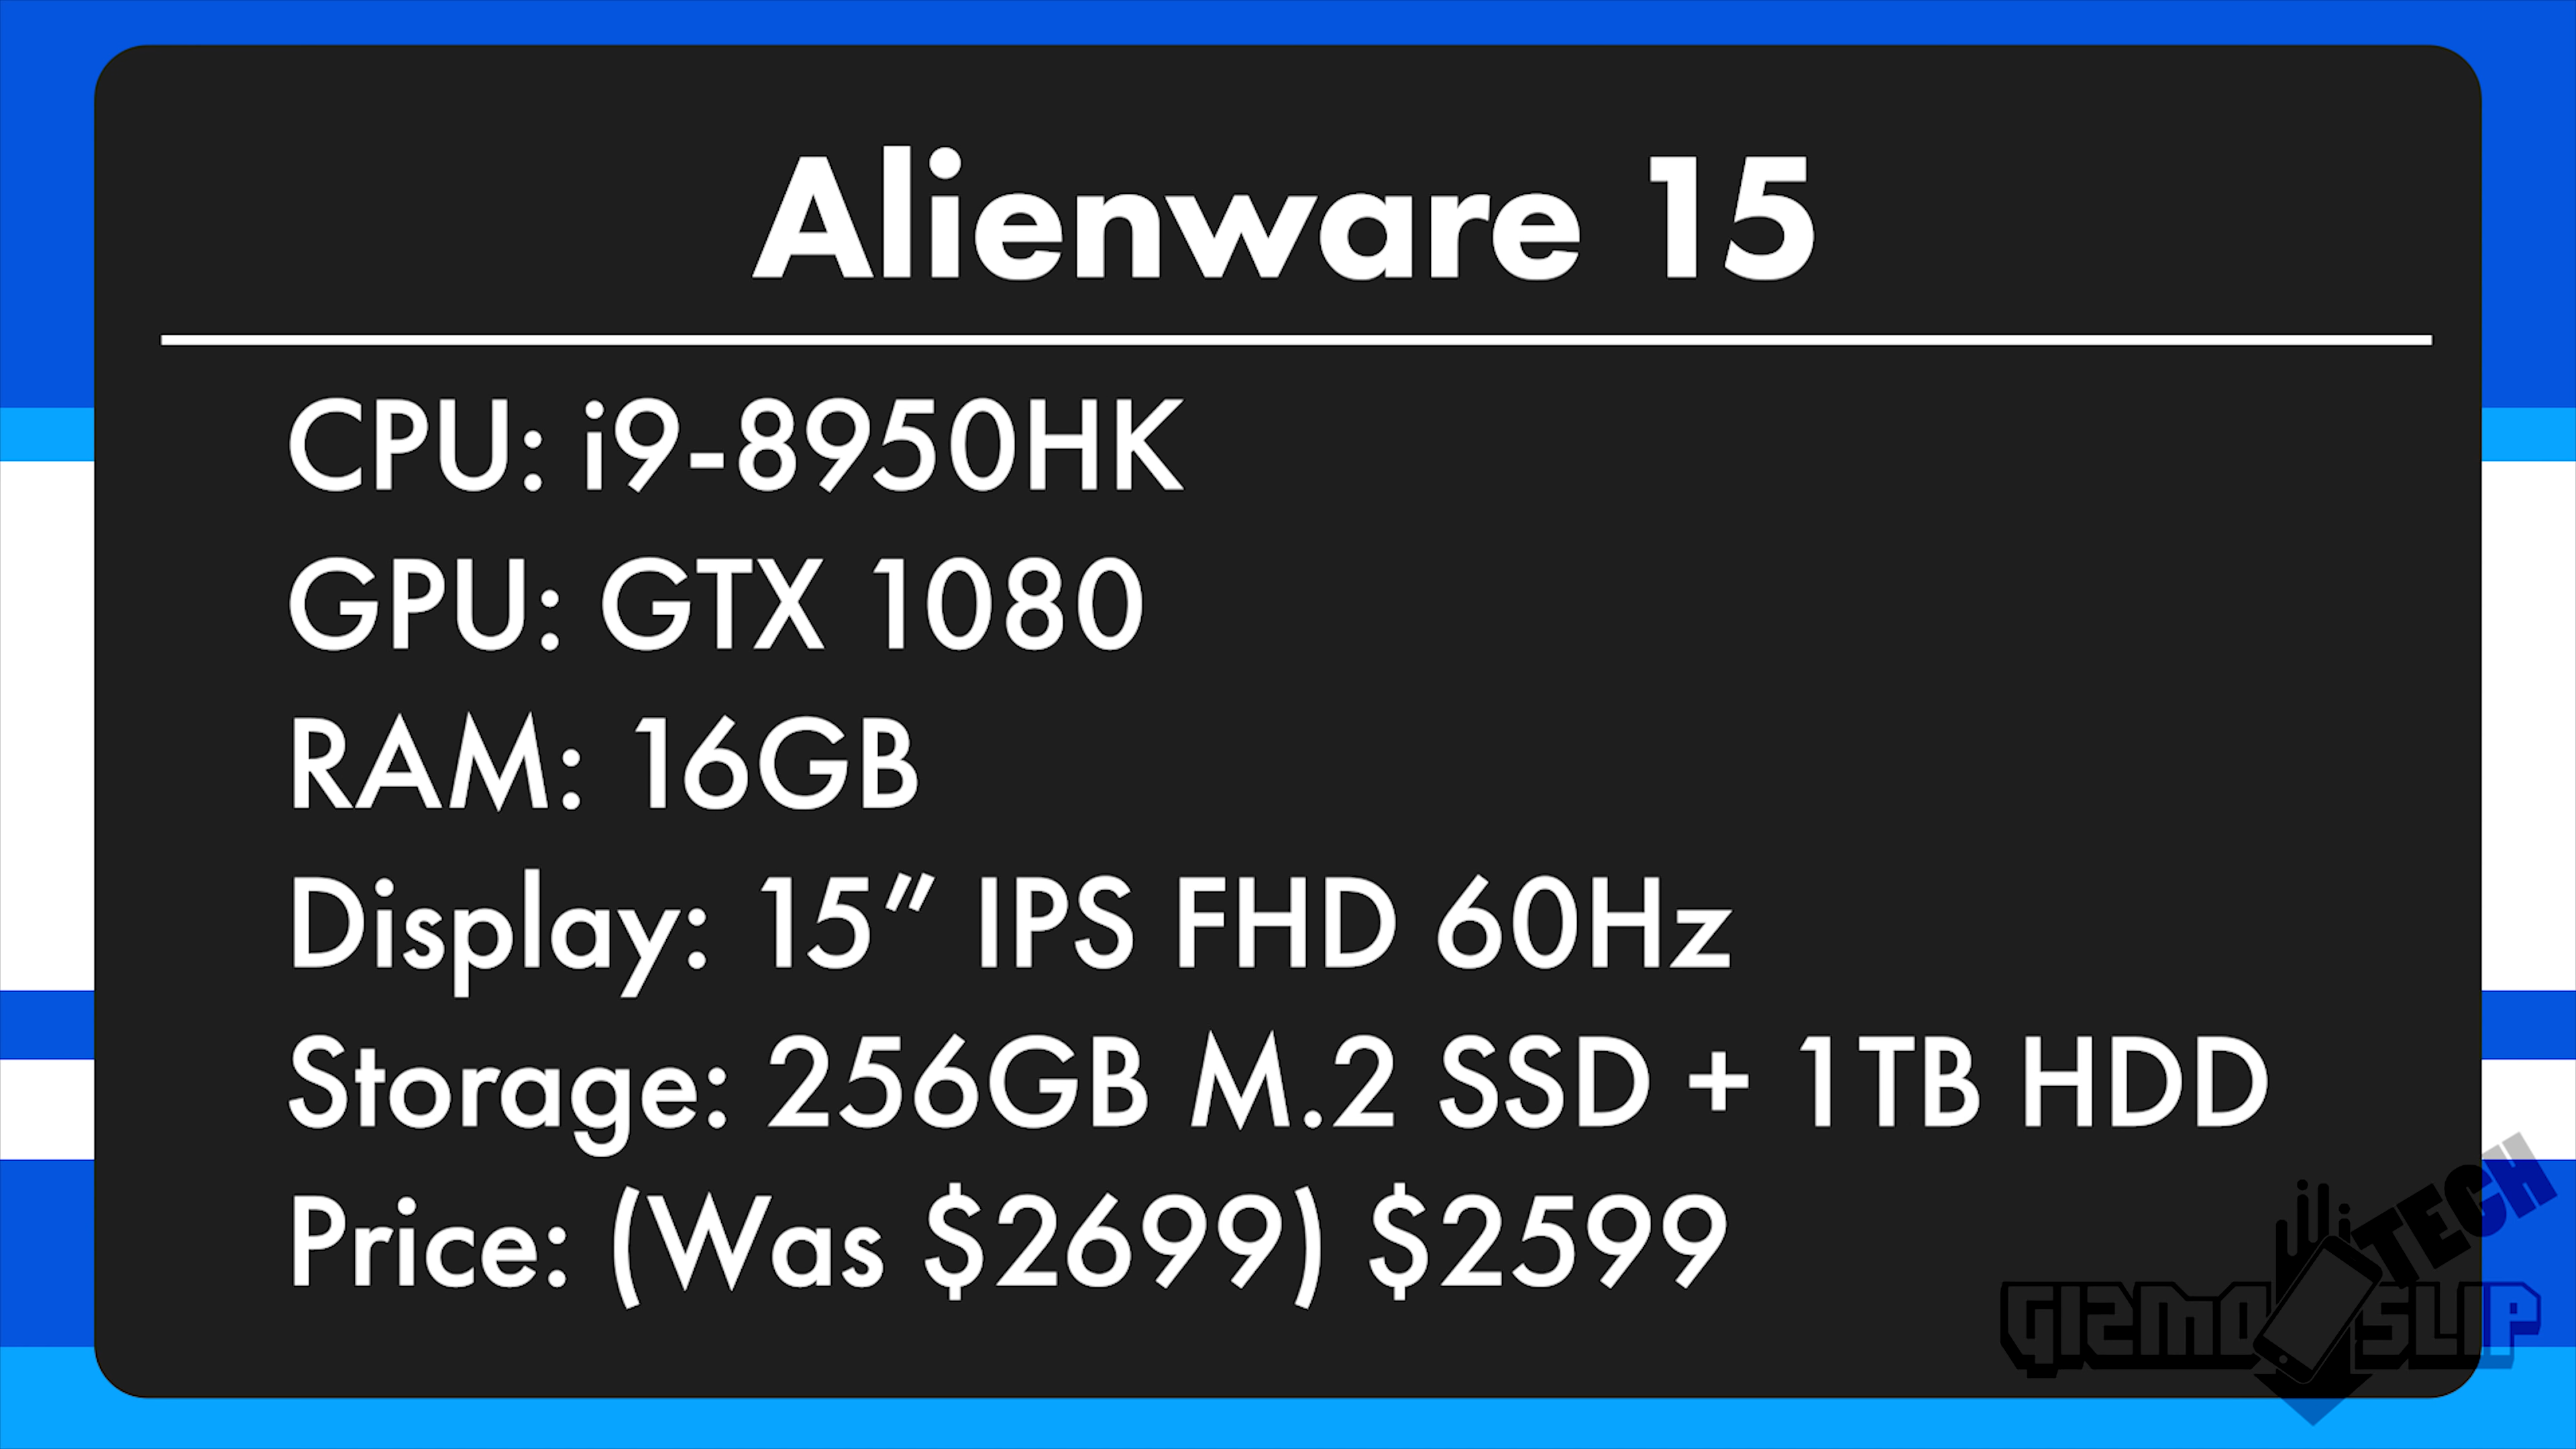 Alienware 15
CPU: i9-8950HK
GPU: GTX 1080
RAM: 16GB
Display: 15” IPS FHD 60Hz
Storage: 256GB M.2 SSD + 1TB HDD
Price: (Was $2699) $2599
TECH
GIZMO SLIP